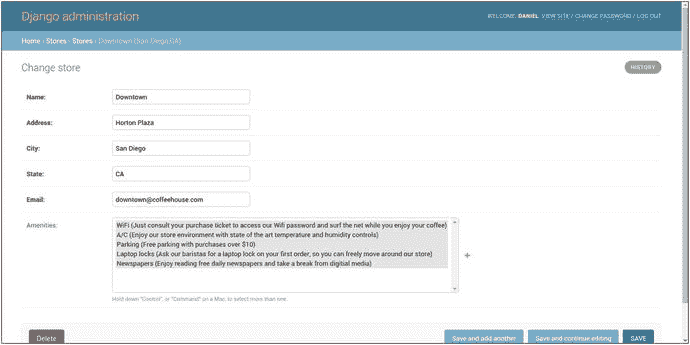 Django administration
WELCOME, DANIEL. VIEW SITE / CHANGE PASSWORD / LOG OUT
Home › Stores › Stores › Downtown (San Diego,CA)
Change store
HISTORY
Name: Downtown
Address: Horton Plaza
City: San Diego
State: CA
Email: downtown@coffeehouse.com
Amenities:
WiFi (Just consult your purchase ticket to access our Wifi password and surf the net while you enjoy your coffee)
A/C (Enjoy our store environment with state of the art temperature and humidity controls)
Parking (Free parking with purchases over $10)
Laptop locks (Ask our baristas for a laptop lock on your first order, so you can freely move around our store)
Newspapers (Enjoy reading free daily newspapers and take a break from digitial media)
Hold down "Control", or "Command" on a Mac, to select more than one.
Delete
Save and add another
Save and continue editing
SAVE